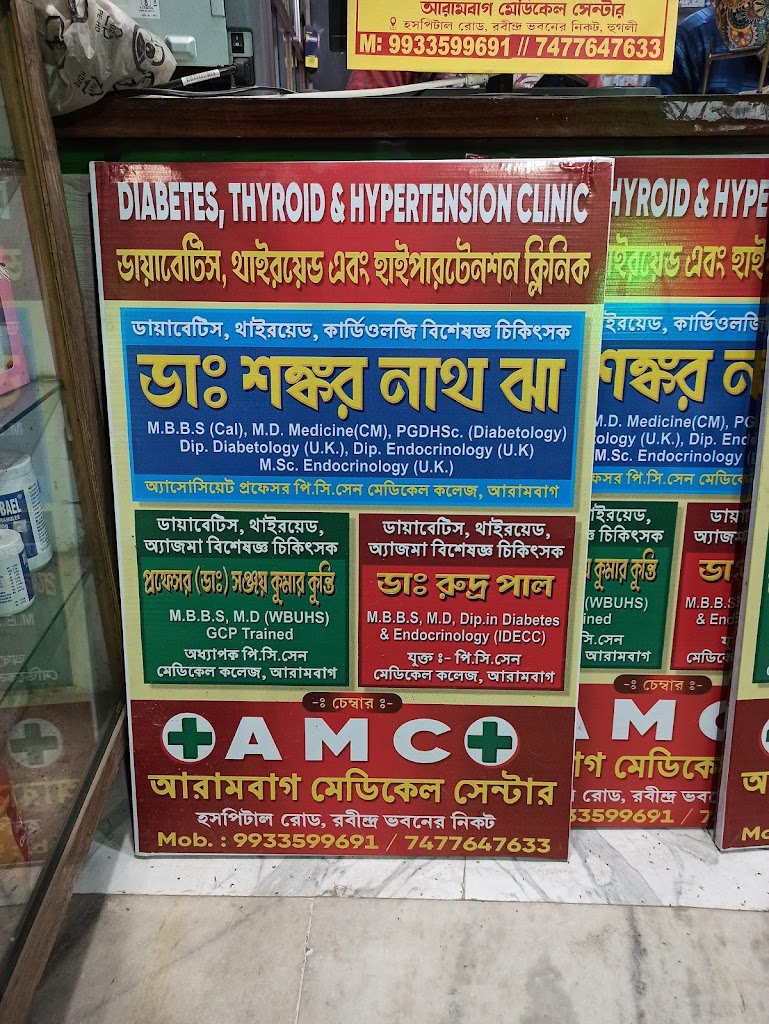 আরামবাগ মেডিকেল সেন্টার
হসপিটাল রোড, রবীন্দ্র ভবনের নিকট, হুগলী
M: 9933599691 // 7477647633
DIABETES, THYROID & HYPERTENSION CLINIC
ডায়াবেটিস, থাইরয়েড এবং হাইপারটেনশন ক্লিনিক
ডায়াবেটিস, থাইরয়েড, কার্ডিওলজি বিশেষজ্ঞ চিকিৎসক
ডাঃ শঙ্কর নাথ ঝা
M.B.B.S (Cal), M.D. Medicine(CM), PGDHSc. (Diabetology)
Dip. Diabetology (U.K.), Dip. Endocrinology (U.K)
M.Sc. Endocrinology (U.K.)
অ্যাসোসিয়েট প্রফেসর পি.সি.সেন মেডিকেল কলেজ, আরামবাগ
ডায়াবেটিস, থাইরয়েড,
অ্যাজমা বিশেষজ্ঞ চিকিৎসক
প্রফেসর (ডাঃ) সঞ্জয় কুমার কুন্তি
M.B.B.S, M.D (WBUHS)
GCP Trained
অধ্যাপক পি.সি.সেন
মেডিকেল কলেজ, আরামবাগ
ডায়াবেটিস, থাইরয়েড,
অ্যাজমা বিশেষজ্ঞ চিকিৎসক
ডাঃ রুদ্র পাল
M.B.B.S, M.D, Dip.in Diabetes
& Endocrinology (IDECC)
যুক্ত ঃ- পি.সি.সেন
মেডিকেল কলেজ, আরামবাগ
-ঃ চেম্বার ঃ-
AMC
আরামবাগ মেডিকেল সেন্টার
হসপিটাল রোড, রবীন্দ্র ভবনের নিকট
Mob. : 9933599691 / 7477647633